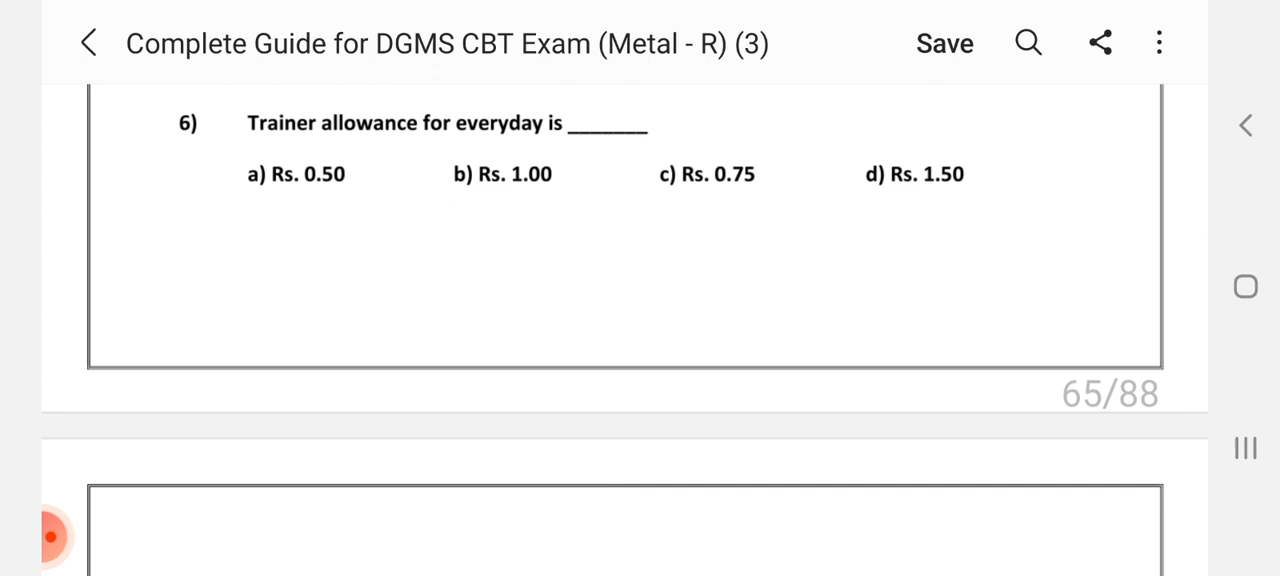 Complete Guide for DGMS CBT Exam (Metal - R) (3) Save
6) Trainer allowance for everyday is _______
a) Rs. 0.50 b) Rs. 1.00 c) Rs. 0.75 d) Rs. 1.50
65/88